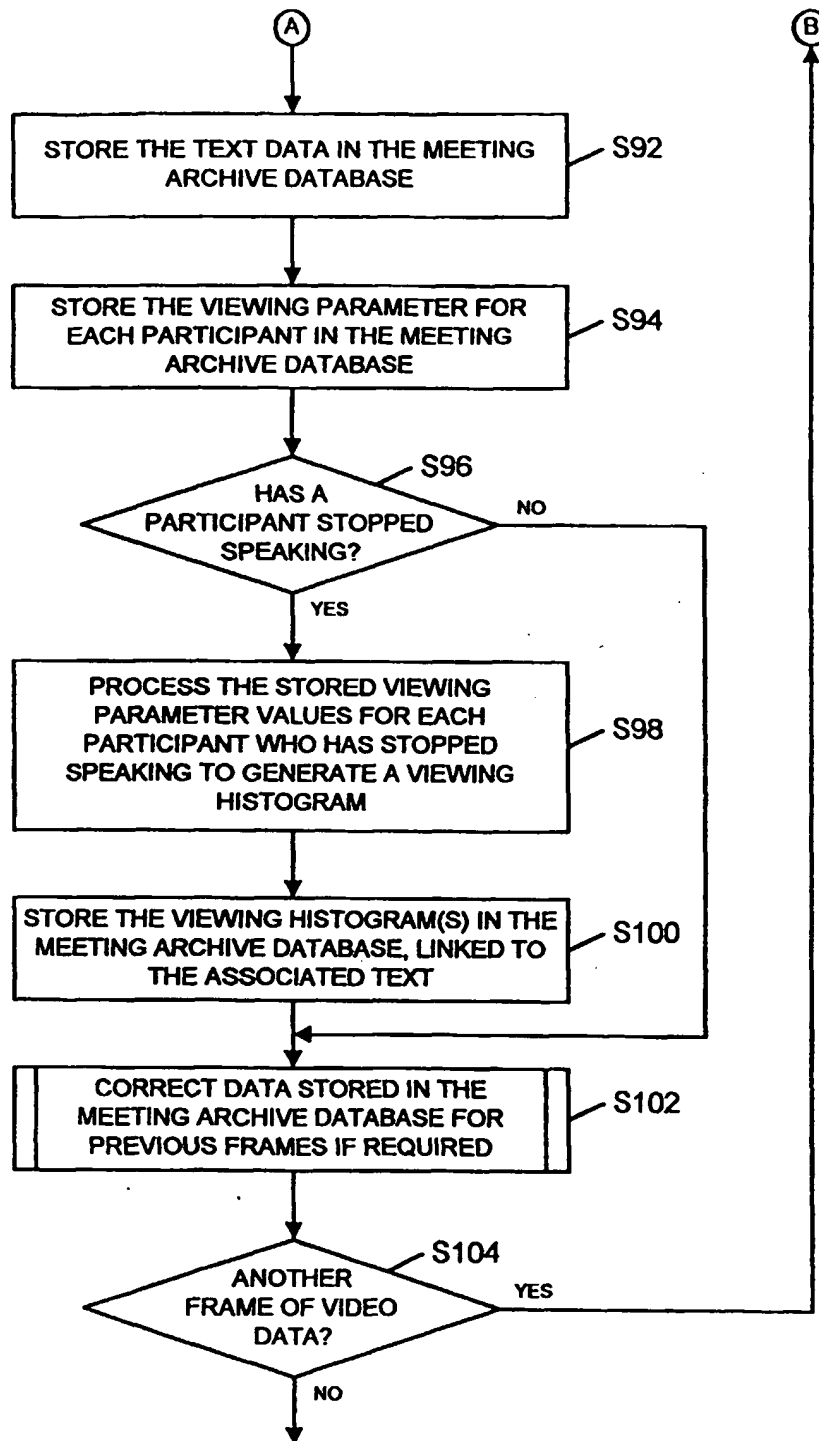 A
B
STORE THE TEXT DATA IN THE MEETING
ARCHIVE DATABASE
S92
STORE THE VIEWING PARAMETER FOR
EACH PARTICIPANT IN THE MEETING
ARCHIVE DATABASE
S94
S96
HAS A
PARTICIPANT STOPPED
SPEAKING?
NO
YES
PROCESS THE STORED VIEWING
PARAMETER VALUES FOR EACH
PARTICIPANT WHO HAS STOPPED
SPEAKING TO GENERATE A VIEWING
HISTOGRAM
S98
STORE THE VIEWING HISTOGRAM(S) IN THE
MEETING ARCHIVE DATABASE, LINKED TO
THE ASSOCIATED TEXT
S100
CORRECT DATA STORED IN THE
MEETING ARCHIVE DATABASE FOR
PREVIOUS FRAMES IF REQUIRED
S102
S104
ANOTHER
FRAME OF VIDEO
DATA?
YES
NO